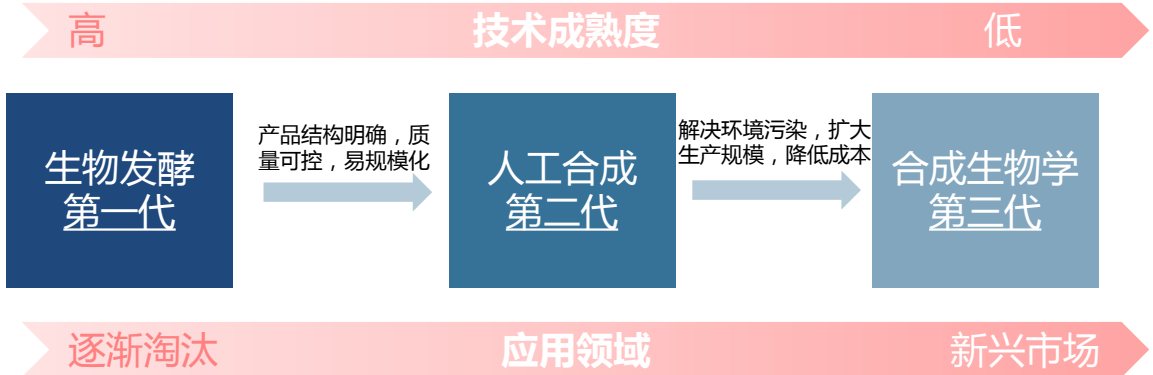 高 技术成熟度 低
生物发酵
第一代
产品结构明确，质
量可控，易规模化
人工合成
第二代
解决环境污染，扩大
生产规模，降低成本
合成生物学
第三代
逐渐淘汰 应用领域 新兴市场